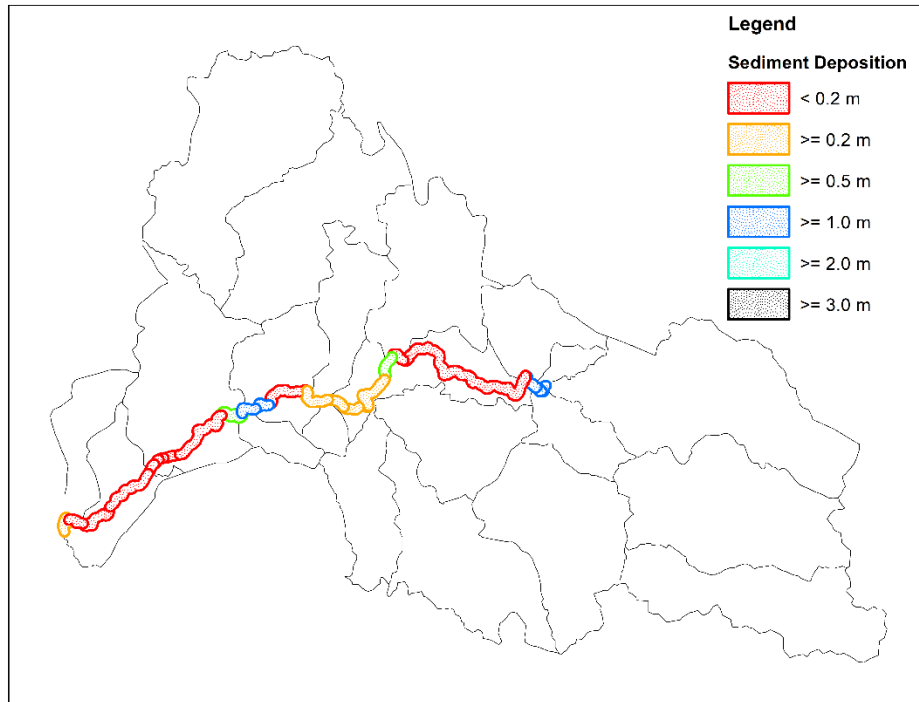 Legend
Sediment Deposition
< 0.2 m
>= 0.2 m
>= 0.5 m
>= 1.0 m
>= 2.0 m
>= 3.0 m